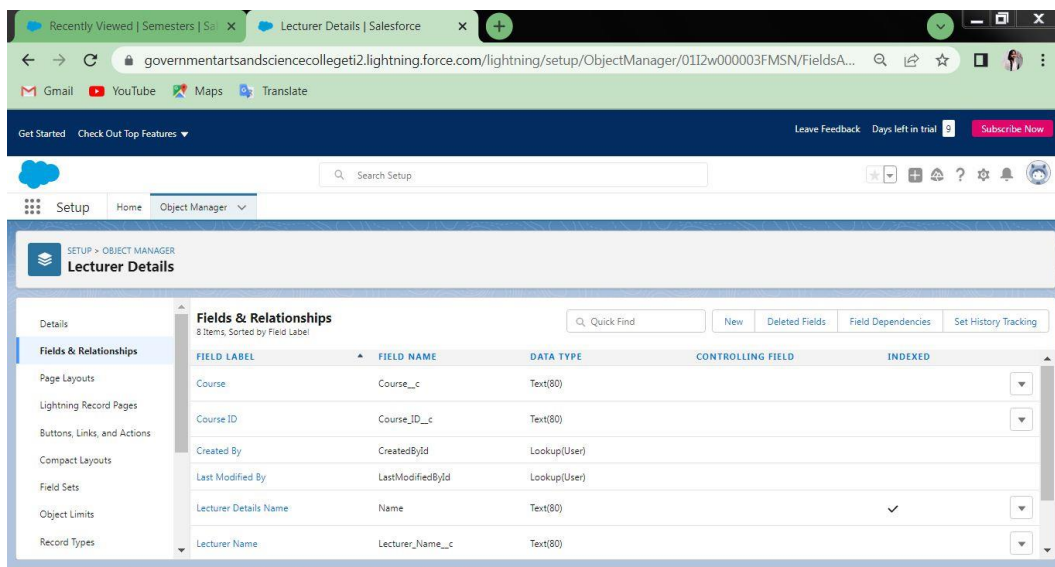 Recently Viewed | Semesters | Sal
Lecturer Details | Salesforce
governmentartsandsciencecollegeti2.lightning.force.com/lightning/setup/ObjectManager/01I2w000003FMSN/FieldsA...
Gmail YouTube Maps Translate
Get Started Check Out Top Features Leave Feedback Days left in trial 9 Subscribe Now
Search Setup
Setup Home Object Manager
SETUP > OBJECT MANAGER
Lecturer Details
Details
Fields & Relationships
Page Layouts
Lightning Record Pages
Buttons, Links, and Actions
Compact Layouts
Field Sets
Object Limits
Record Types
Fields & Relationships
8 Items, Sorted by Field Label
Quick Find New Deleted Fields Field Dependencies Set History Tracking
FIELD LABEL FIELD NAME DATA TYPE CONTROLLING FIELD INDEXED
Course Course__c Text(80)
Course ID Course_ID__c Text(80)
Created By CreatedById Lookup(User)
Last Modified By LastModifiedById Lookup(User)
Lecturer Details Name Name Text(80)
Lecturer Name Lecturer_Name__c Text(80)